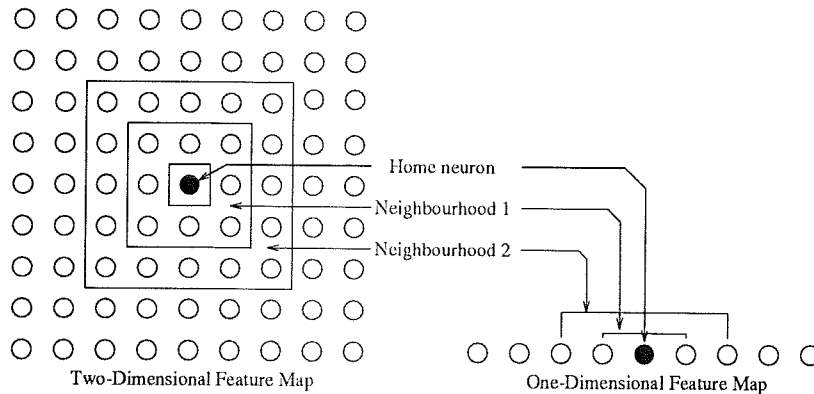 Home neuron
Neighbourhood 1
Neighbourhood 2
Two-Dimensional Feature Map
One-Dimensional Feature Map